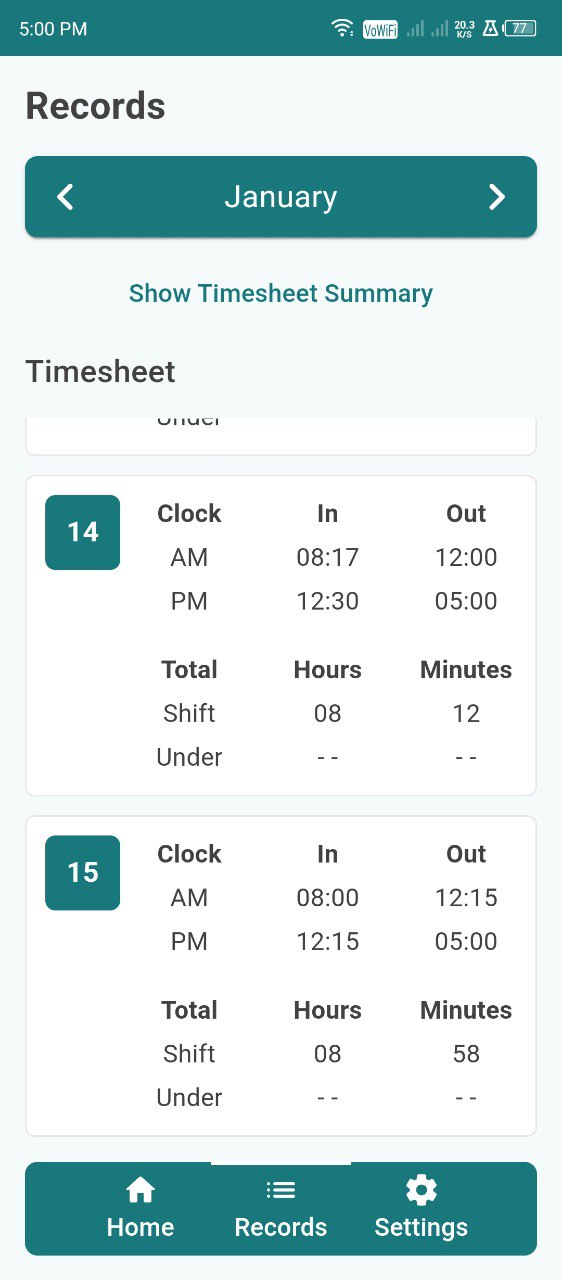 5:00 PM VoWiFi 20.3 K/S 77
Records
January
Show Timesheet Summary
Timesheet
Under
14 Clock In Out
AM 08:17 12:00
PM 12:30 05:00
Total Hours Minutes
Shift 08 12
Under - - - -
15 Clock In Out
AM 08:00 12:15
PM 12:15 05:00
Total Hours Minutes
Shift 08 58
Under - - - -
Home Records Settings